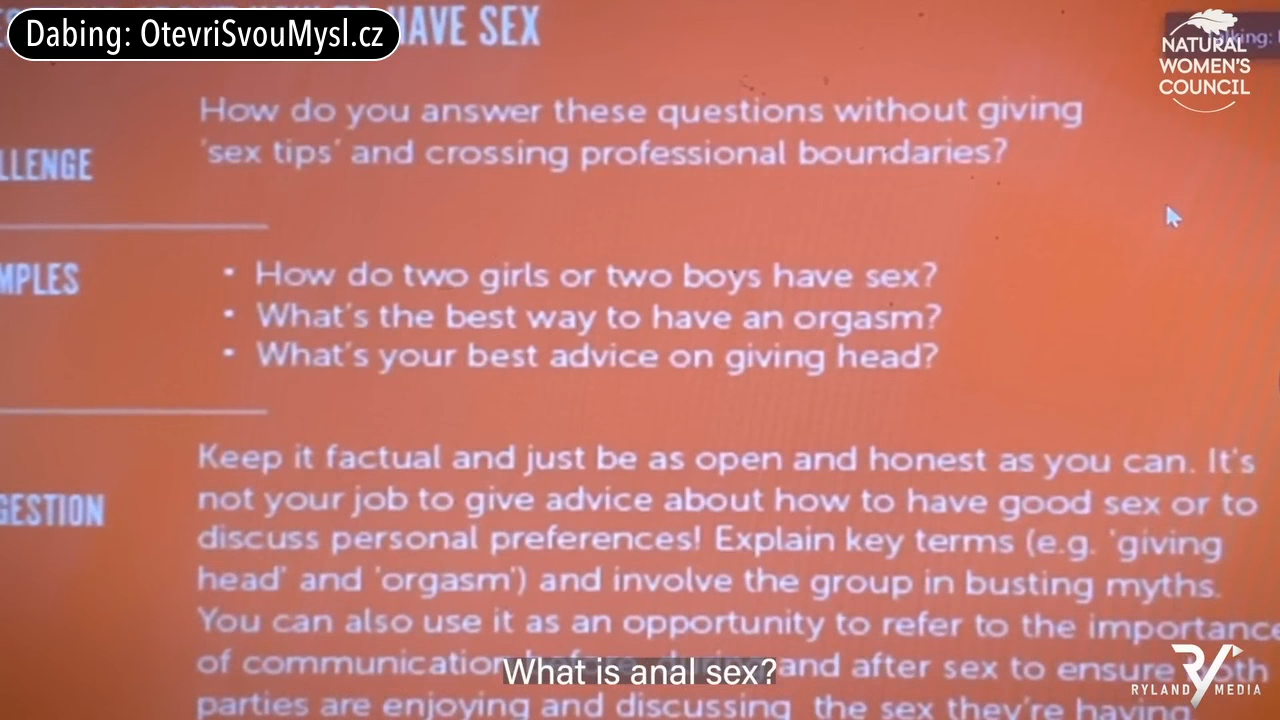 Dabing: OtevriSvouMysl.cz
HAVE SEX
NATURAL
WOMEN'S
COUNCIL
How do you answer these questions without giving
'sex tips' and crossing professional boundaries?
LLENGE
MPLES
▪ How do two girls or two boys have sex?
▪ What's the best way to have an orgasm?
▪ What's your best advice on giving head?
GESTION
Keep it factual and just be as open and honest as you can. It's
not your job to give advice about how to have good sex or to
discuss personal preferences! Explain key terms (e.g. 'giving
head' and 'orgasm') and involve the group in busting myths.
You can also use it as an opportunity to refer to the importance
of communication and after sex to ensure
What is anal sex?
parties are enjoying and discussing the sex they're having
RYLAND MEDIA